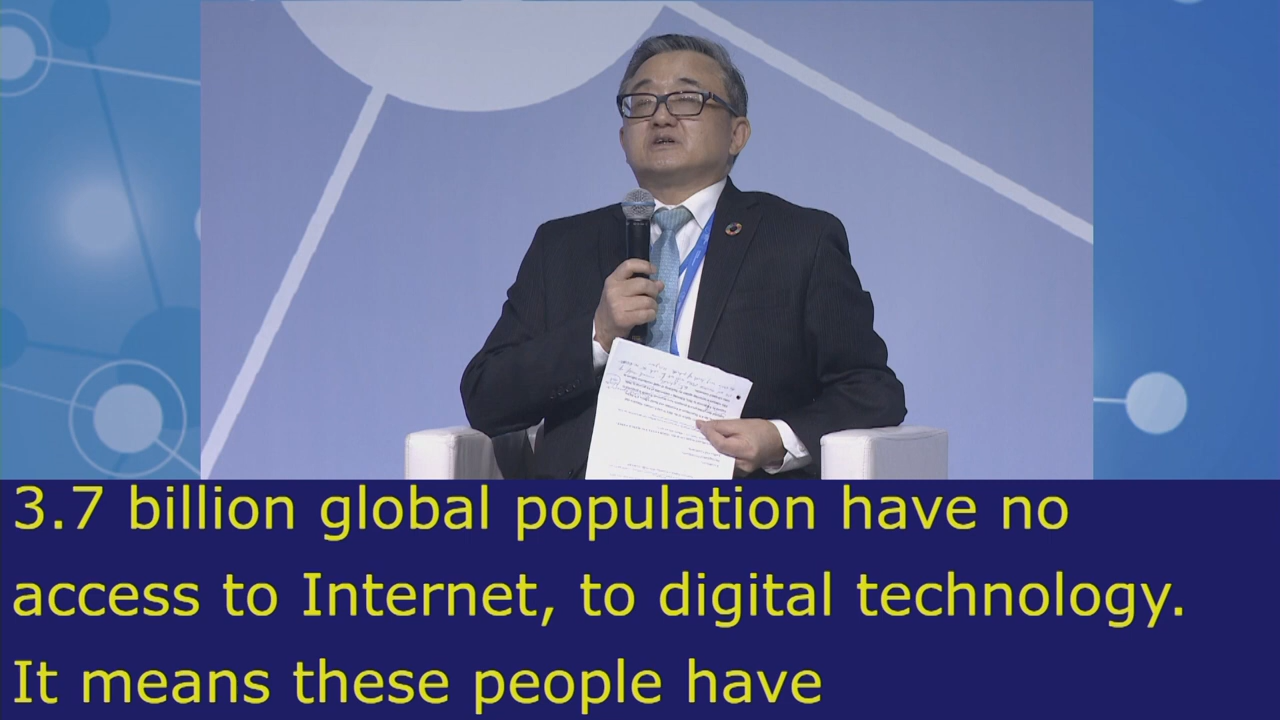 3.7 billion global population have no
access to Internet, to digital technology.
It means these people have